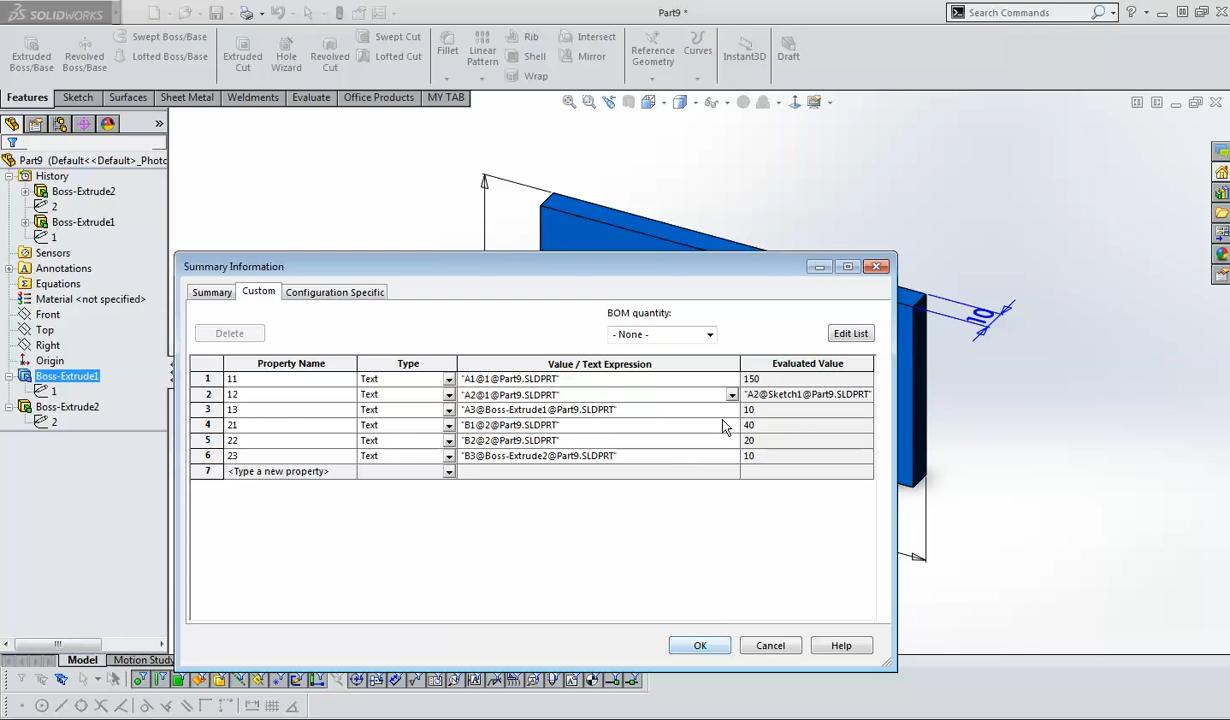 SOLIDWORKS
Part9 *
Search Commands
Extruded Boss/Base
Revolved Boss/Base
Swept Boss/Base
Lofted Boss/Base
Extruded Cut
Hole Wizard
Revolved Cut
Swept Cut
Lofted Cut
Fillet
Linear Pattern
Rib
Shell
Wrap
Intersect
Mirror
Reference Geometry
Curves
Instant3D
Draft
Features
Sketch
Surfaces
Sheet Metal
Weldments
Evaluate
Office Products
MY TAB
Part9 (Default<<Default>_Photo
History
Boss-Extrude2
2
Boss-Extrude1
1
Sensors
Annotations
Equations
Material <not specified>
Front
Top
Right
Origin
Boss-Extrude1
1
Boss-Extrude2
2
10
Summary Information
Summary
Custom
Configuration Specific
BOM quantity:
Delete
- None -
Edit List
Property Name Type Value / Text Expression Evaluated Value
1 11 Text "A1@1@Part9.SLDPRT" 150
2 12 Text "A2@1@Part9.SLDPRT" "A2@Sketch1@Part9.SLDPRT"
3 13 Text "A3@Boss-Extrude1@Part9.SLDPRT" 10
4 21 Text "B1@2@Part9.SLDPRT" 40
5 22 Text "B2@2@Part9.SLDPRT" 20
6 23 Text "B3@Boss-Extrude2@Part9.SLDPRT" 10
7 <Type a new property>
OK
Cancel
Help
Model
Motion Study